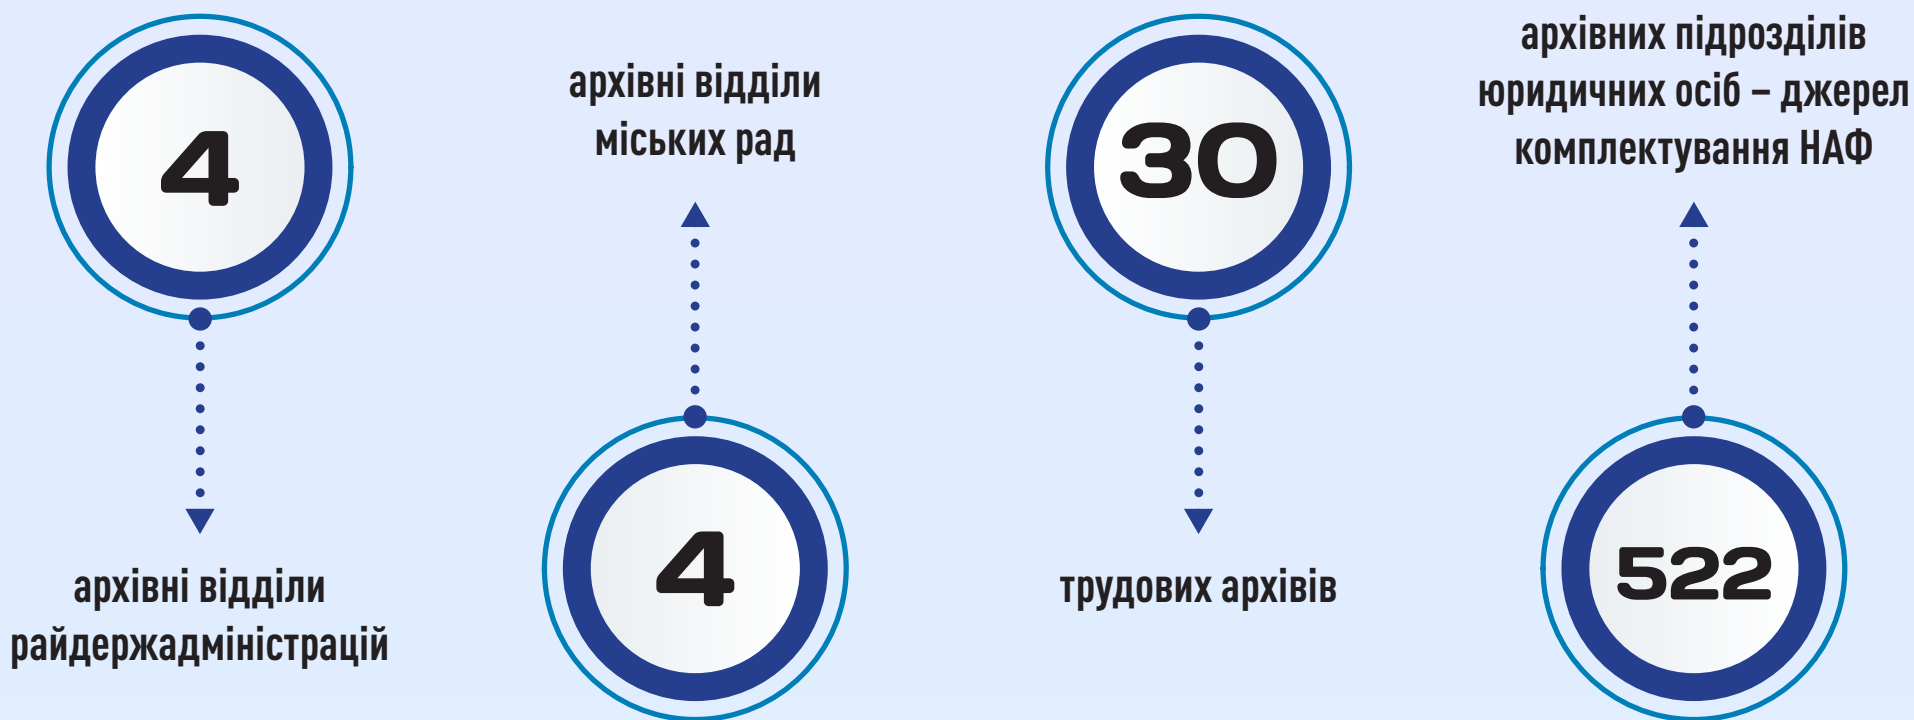 4
архівні відділи
райдержадміністрацій
архівні відділи
міських рад
4
30
трудових архівів
архівних підрозділів
юридичних осіб – джерел
комплектування НАФ
522